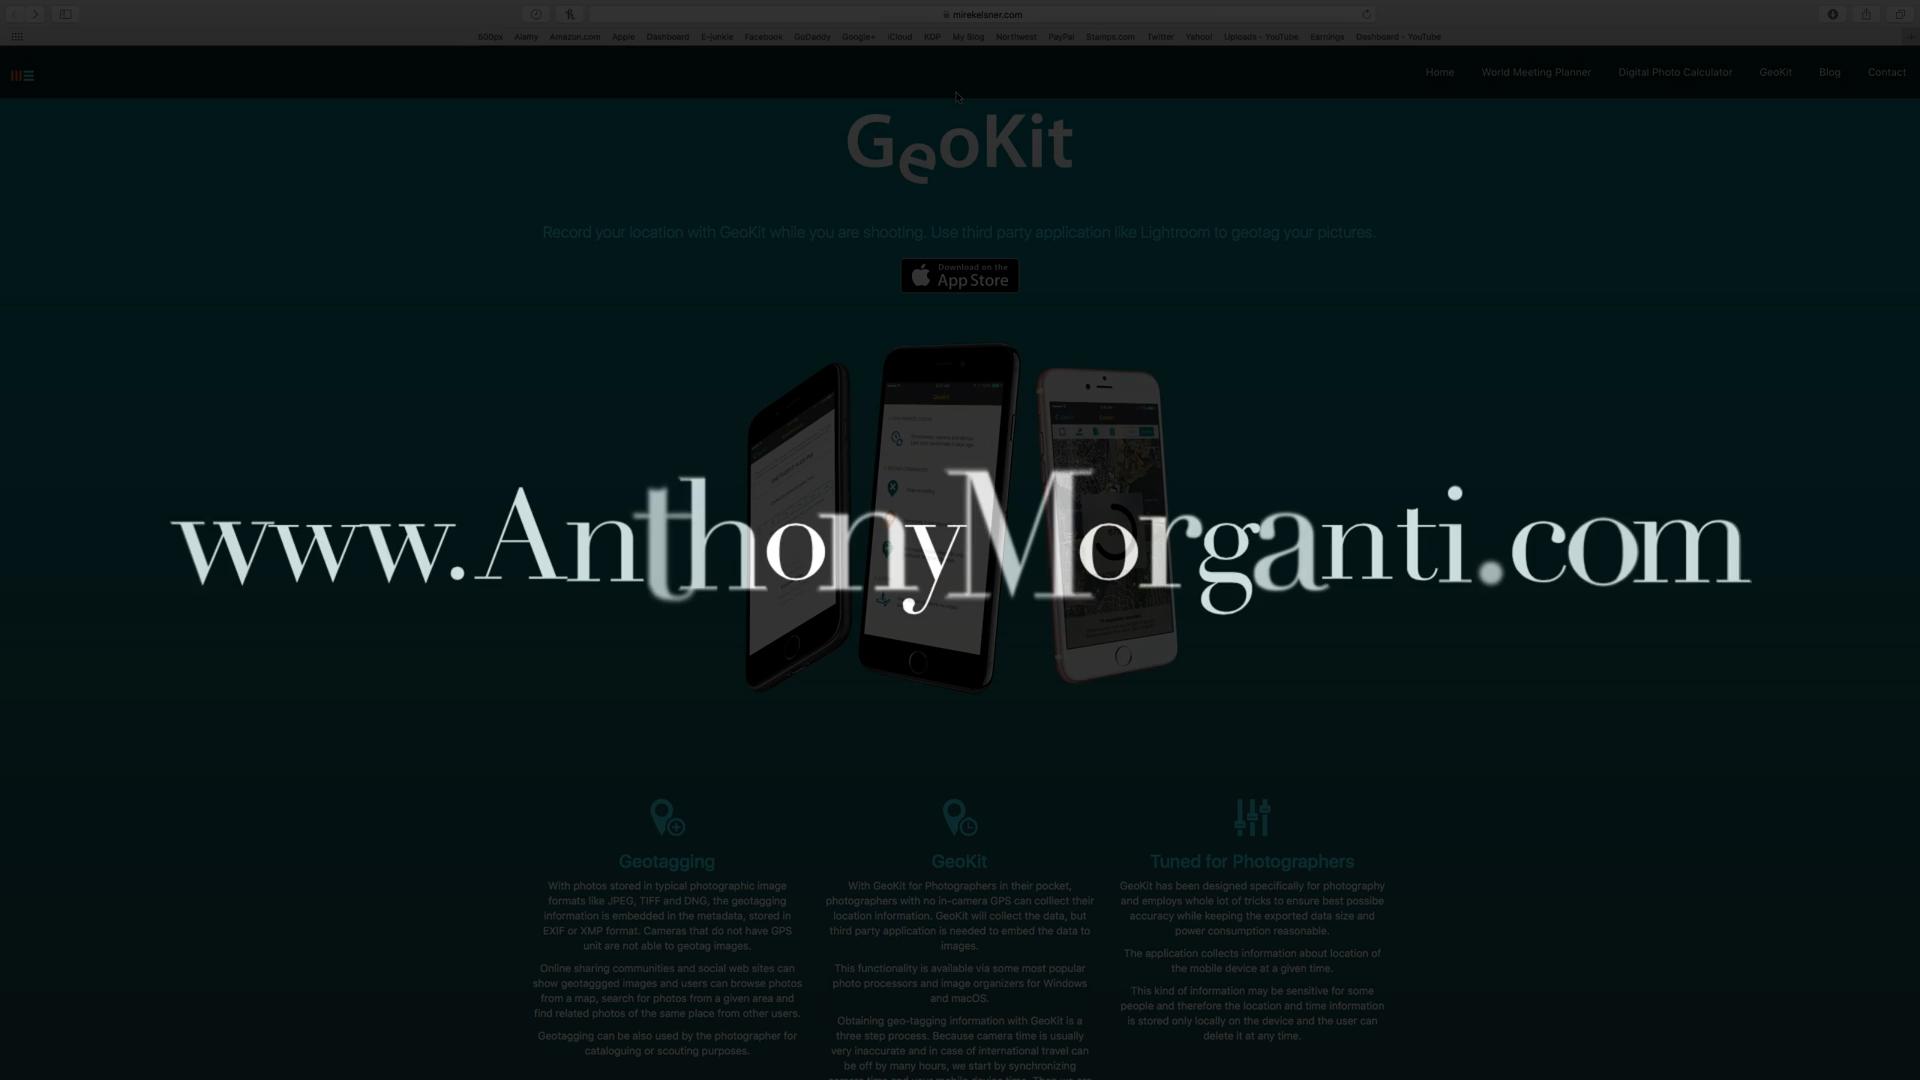 mirekelsner.com
500px Alamy Amazon.com Apple Dashboard E-junkie Facebook GoDaddy Google+ iCloud KDP My Blog Northwest PayPal Stamps.com Twitter Yahoo! Uploads - YouTube Earnings Dashboard - YouTube
Home World Meeting Planner Digital Photo Calculator GeoKit Blog Contact
GeoKit
Record your location with GeoKit while you are shooting. Use third party application like Lightroom to geotag your pictures.
Download on the
App Store
www.AnthonyMorganti.com
Geotagging
With photos stored in typical photographic image
formats like JPEG, TIFF and DNG, the geotagging
information is embedded in the metadata, stored in
EXIF or XMP format. Cameras that do not have GPS
unit are not able to geotag images.
Online sharing communities and social web sites can
show geotaggged images and users can browse photos
from a map, search for photos from a given area and
find related photos of the same place from other users.
Geotagging can be also used by the photographer for
cataloguing or scouting purposes.
GeoKit
With GeoKit for Photographers in their pocket,
photographers with no in-camera GPS can collect their
location information. GeoKit will collect the data, but
third party application is needed to embed the data to
images.
This functionality is available via some most popular
photo processors and image organizers for Windows
and macOS.
Obtaining geo-tagging information with GeoKit is a
three step process. Because camera time is usually
very inaccurate and in case of international travel can
be off by many hours, we start by synchronizing
Tuned for Photographers
GeoKit has been designed specifically for photography
and employs whole lot of tricks to ensure best possibe
accuracy while keeping the exported data size and
power consumption reasonable.
The application collects information about location of
the mobile device at a given time.
This kind of information may be sensitive for some
people and therefore the location and time information
is stored only locally on the device and the user can
delete it at any time.